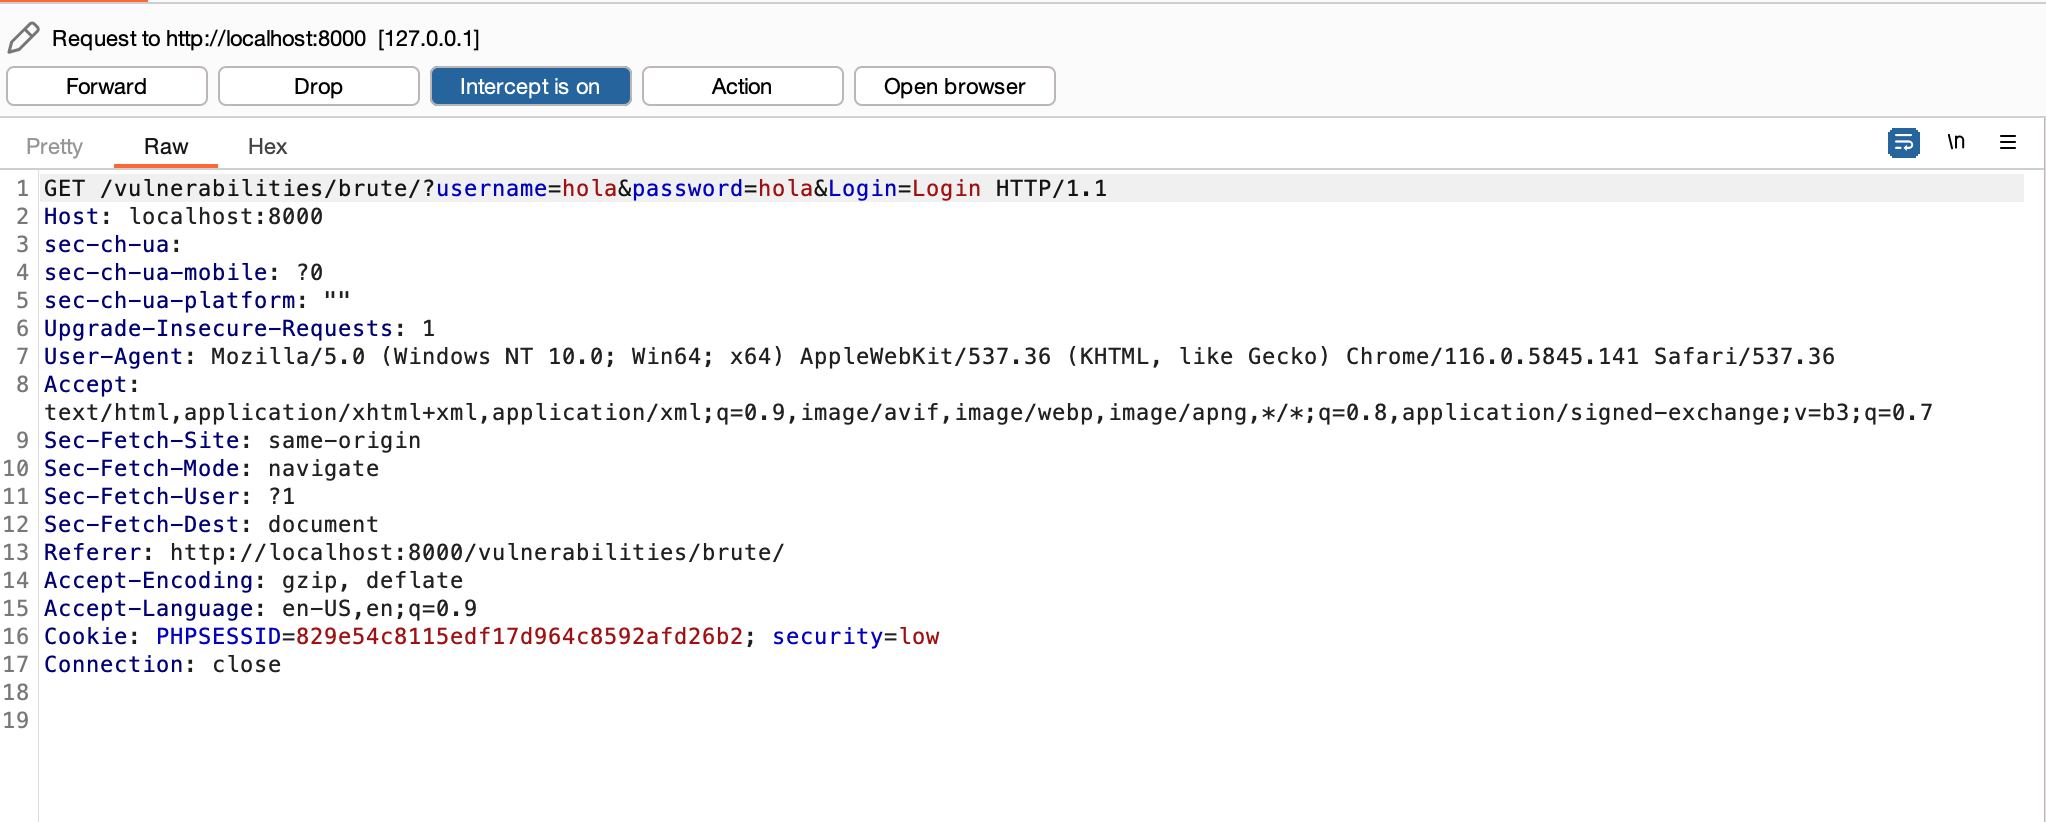 Request to http://localhost:8000 [127.0.0.1]
Forward Drop Intercept is on Action Open browser
Pretty Raw Hex \n
1 GET /vulnerabilities/brute/?username=hola&password=hola&Login=Login HTTP/1.1
2 Host: localhost:8000
3 sec-ch-ua:
4 sec-ch-ua-mobile: ?0
5 sec-ch-ua-platform: ""
6 Upgrade-Insecure-Requests: 1
7 User-Agent: Mozilla/5.0 (Windows NT 10.0; Win64; x64) AppleWebKit/537.36 (KHTML, like Gecko) Chrome/116.0.5845.141 Safari/537.36
8 Accept:
text/html,application/xhtml+xml,application/xml;q=0.9,image/avif,image/webp,image/apng,*/*;q=0.8,application/signed-exchange;v=b3;q=0.7
9 Sec-Fetch-Site: same-origin
10 Sec-Fetch-Mode: navigate
11 Sec-Fetch-User: ?1
12 Sec-Fetch-Dest: document
13 Referer: http://localhost:8000/vulnerabilities/brute/
14 Accept-Encoding: gzip, deflate
15 Accept-Language: en-US,en;q=0.9
16 Cookie: PHPSESSID=829e54c8115edf17d964c8592afd26b2; security=low
17 Connection: close
18
19